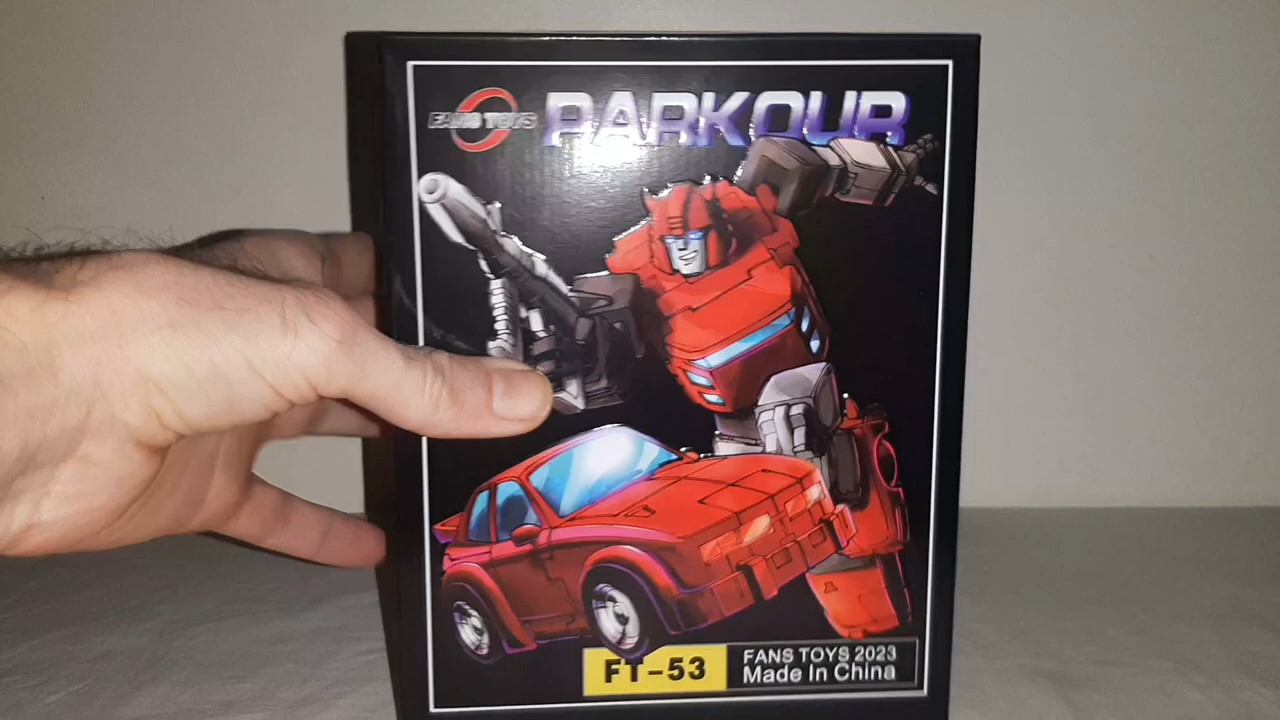 FANS TOYS
PARKOUR
FT-53
FANS TOYS 2023
Made In China